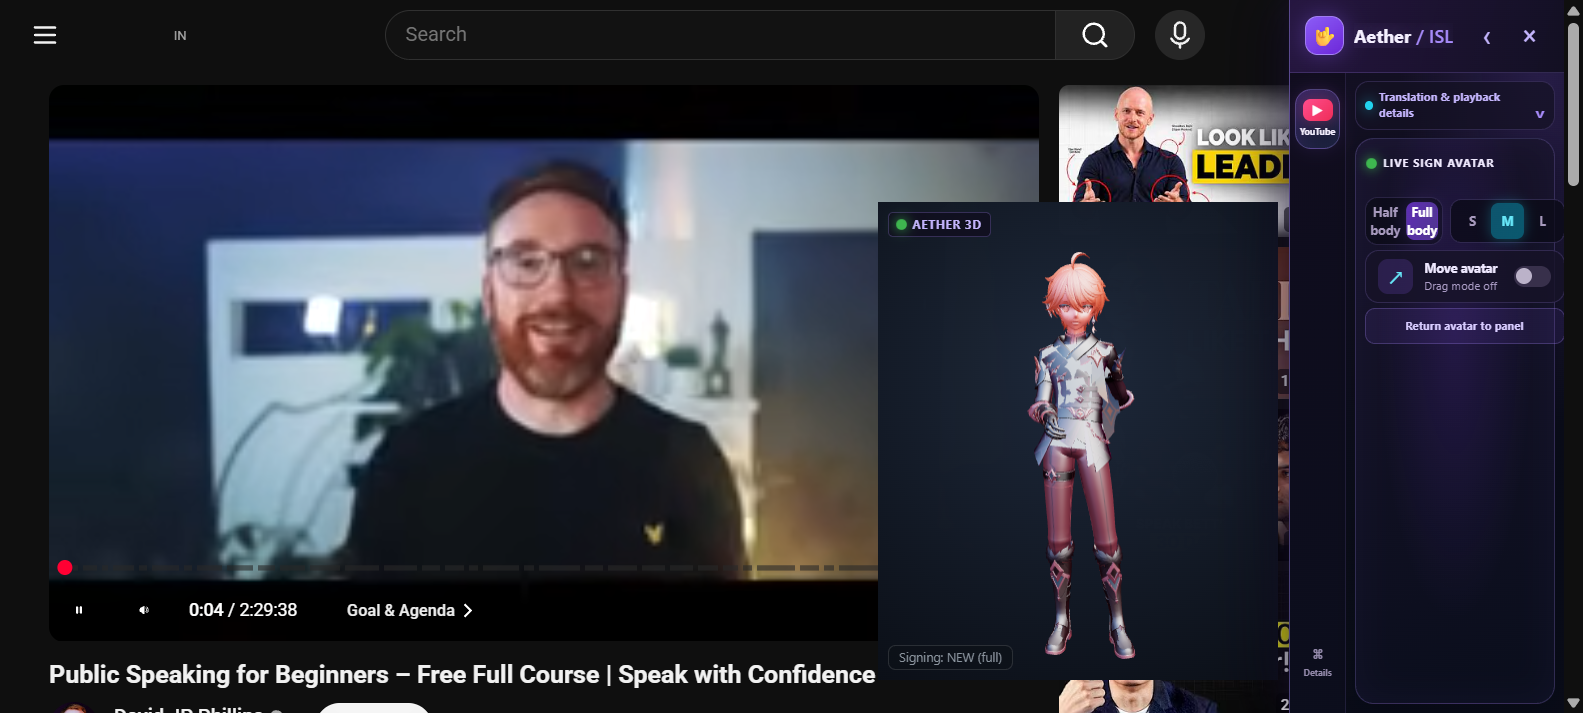 IN
Search
Aether / ISL
YouTube
Translation & playback
details
LIVE SIGN AVATAR
Half
body
Full
body
S
M
L
Move avatar
Drag mode off
Return avatar to panel
Details
LOOK LIK
LEADI
AETHER 3D
Signing: NEW (full)
0:04 / 2:29:38
Goal & Agenda
Public Speaking for Beginners – Free Full Course | Speak with Confidence